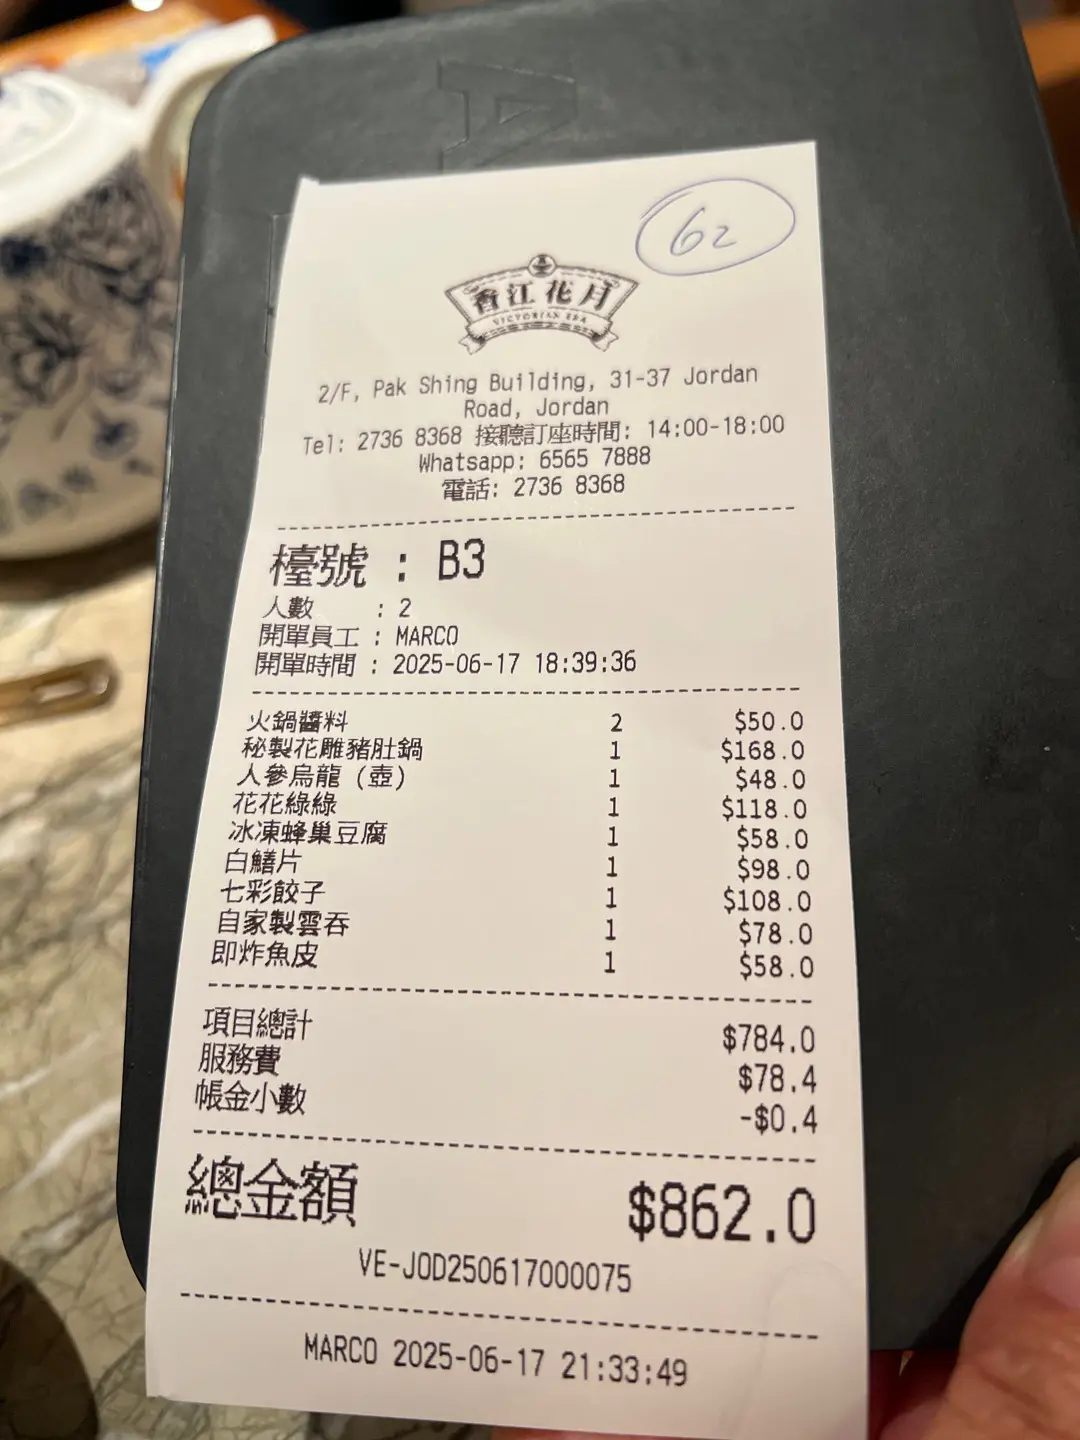 A
62
香江花月
VICTORIAN ERA
2/F, Pak Shing Building, 31-37 Jordan
Road, Jordan
Tel: 2736 8368 接聽訂座時間: 14:00-18:00
Whatsapp: 6565 7888
電話: 2736 8368
檯號 : B3
人數 : 2
開單員工 : MARCO
開單時間 : 2025-06-17 18:39:36
火鍋醬料 2 $50.0
秘製花雕豬肚鍋 1 $168.0
人參烏龍 (壺) 1 $48.0
花花綠綠 1 $118.0
冰凍蜂巢豆腐 1 $58.0
白鱔片 1 $98.0
七彩餃子 1 $108.0
自家製雲吞 1 $78.0
即炸魚皮 1 $58.0
項目總計 $784.0
服務費 $78.4
帳金小數 -$0.4
總金額 $862.0
VE-JOD250617000075
MARCO 2025-06-17 21:33:49